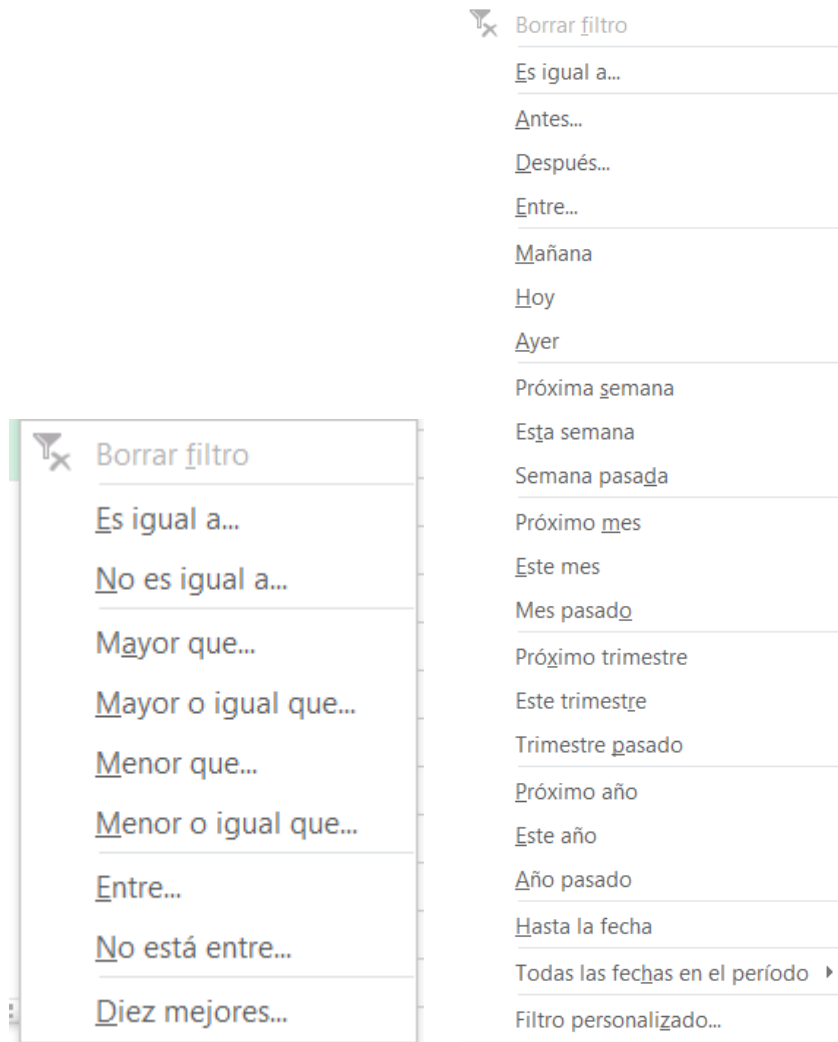 Borrar filtro
Es igual a...
No es igual a...
Mayor que...
Mayor o igual que...
Menor que...
Menor o igual que...
Entre...
No está entre...
Diez mejores...
Borrar filtro
Es igual a...
Antes...
Después...
Entre...
Mañana
Hoy
Ayer
Próxima semana
Esta semana
Semana pasada
Próximo mes
Este mes
Mes pasado
Próximo trimestre
Este trimestre
Trimestre pasado
Próximo año
Este año
Año pasado
Hasta la fecha
Todas las fechas en el período
Filtro personalizado...